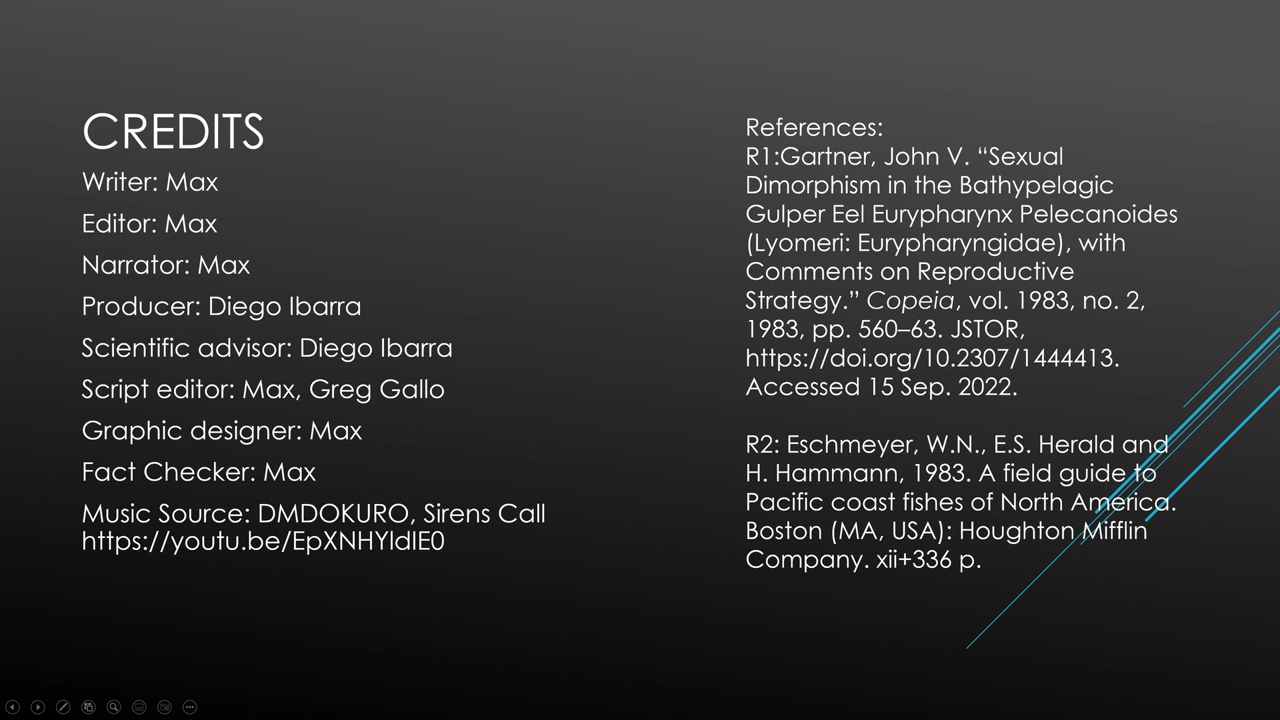 CREDITS
Writer: Max
Editor: Max
Narrator: Max
Producer: Diego Ibarra
Scientific advisor: Diego Ibarra
Script editor: Max, Greg Gallo
Graphic designer: Max
Fact Checker: Max
Music Source: DMDOKURO, Sirens Call
https://youtu.be/EpXNHYldIE0
References:
R1:Gartner, John V. “Sexual
Dimorphism in the Bathypelagic
Gulper Eel Eurypharynx Pelecanoides
(Lyomeri: Eurypharyngidae), with
Comments on Reproductive
Strategy.” Copeia, vol. 1983, no. 2,
1983, pp. 560–63. JSTOR,
https://doi.org/10.2307/1444413.
Accessed 15 Sep. 2022.
R2: Eschmeyer, W.N., E.S. Herald and
H. Hammann, 1983. A field guide to
Pacific coast fishes of North America.
Boston (MA, USA): Houghton Mifflin
Company. xii+336 p.